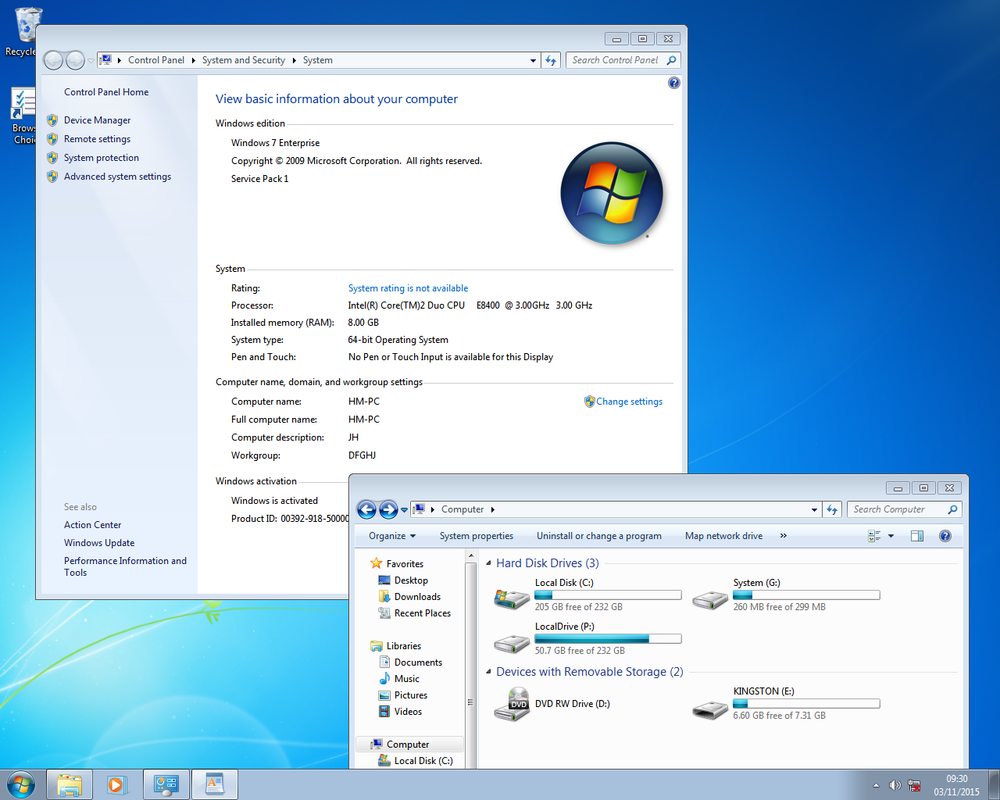 Recycle
Brows
Choi
Control Panel
System and Security
System
Search Control Panel
Control Panel Home
Device Manager
Remote settings
System protection
Advanced system settings
See also
Action Center
Windows Update
Performance Information and
Tools
View basic information about your computer
Windows edition
Windows 7 Enterprise
Copyright © 2009 Microsoft Corporation.  All rights reserved.
Service Pack 1
System
Rating: System rating is not available
Processor: Intel(R) Core(TM)2 Duo CPU     E8400  @ 3.00GHz  3.00 GHz
Installed memory (RAM): 8.00 GB
System type: 64-bit Operating System
Pen and Touch: No Pen or Touch Input is available for this Display
Computer name, domain, and workgroup settings
Computer name: HM-PC
Change settings
Full computer name: HM-PC
Computer description: JH
Workgroup: DFGHJ
Windows activation
Windows is activated
Product ID: 00392-918-50000
Computer
Search Computer
Organize System properties Uninstall or change a program Map network drive »
Favorites
Desktop
Downloads
Recent Places
Libraries
Documents
Music
Pictures
Videos
Computer
Local Disk (C:)
Hard Disk Drives (3)
Local Disk (C:)
205 GB free of 232 GB
System (G:)
260 MB free of 299 MB
LocalDrive (P:)
50.7 GB free of 232 GB
Devices with Removable Storage (2)
DVD
DVD RW Drive (D:)
KINGSTON (E:)
6.60 GB free of 7.31 GB
09:30
03/11/2015